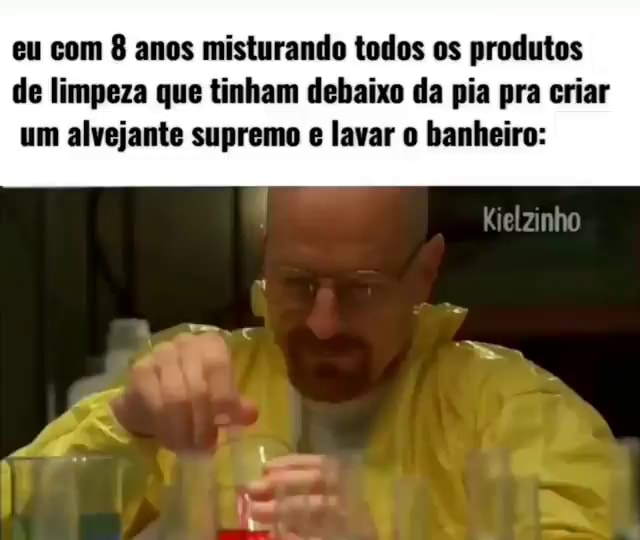 eu com 8 anos misturando todos os produtos
de limpeza que tinham debaixo da pia pra criar
um alvejante supremo e lavar o banheiro:
Kielzinho